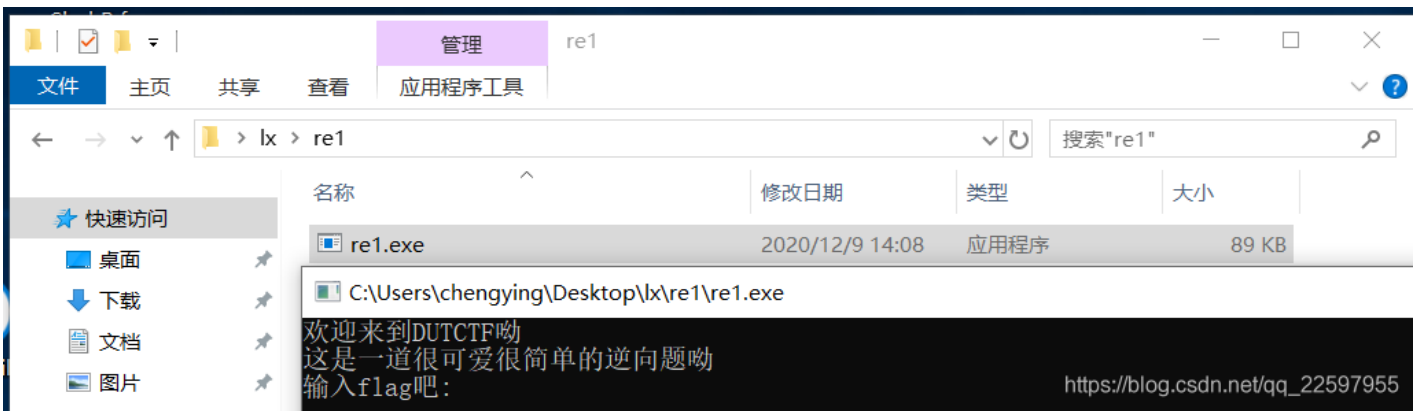 管理
re1
文件
主页
共享
查看
应用程序工具
lx > re1
搜索"re1"
名称
修改日期
类型
大小
快速访问
re1.exe
2020/12/9 14:08
应用程序
89 KB
桌面
下载
文档
图片
C:\Users\chengying\Desktop\lx\re1\re1.exe
欢迎来到DUTCTF呦
这是一道很可爱很简单的逆向题呦
输入flag吧:
https://blog.csdn.net/qq_22597955